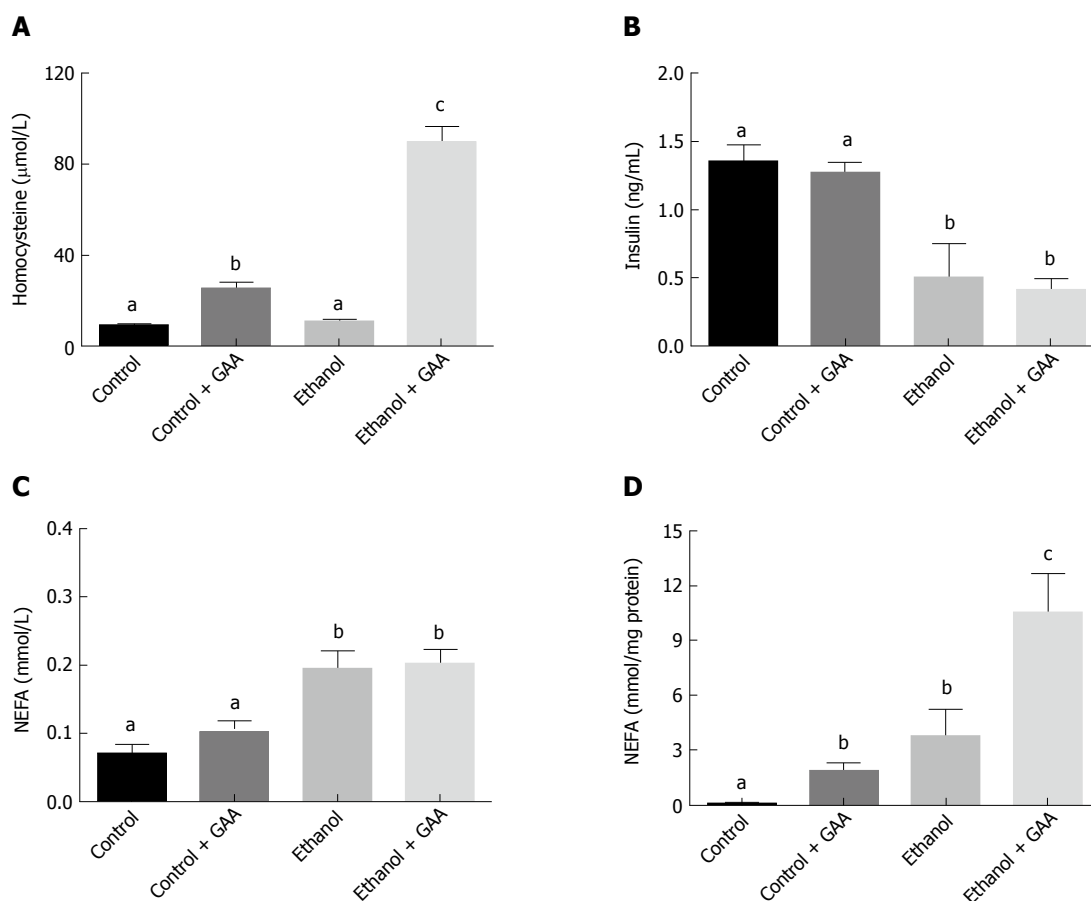 A
Homocysteine (μmol/L)
120
80
40
0
a
b
a
c
Control
Control + GAA
Ethanol
Ethanol + GAA
B
Insulin (ng/mL)
2.0
1.5
1.0
0.5
0.0
a
a
b
b
Control
Control + GAA
Ethanol
Ethanol + GAA
C
NEFA (mmol/L)
0.4
0.3
0.2
0.1
0.0
a
a
b
b
Control
Control + GAA
Ethanol
Ethanol + GAA
D
NEFA (mmol/mg protein)
15
12
9
6
3
0
a
b
b
c
Control
Control + GAA
Ethanol
Ethanol + GAA